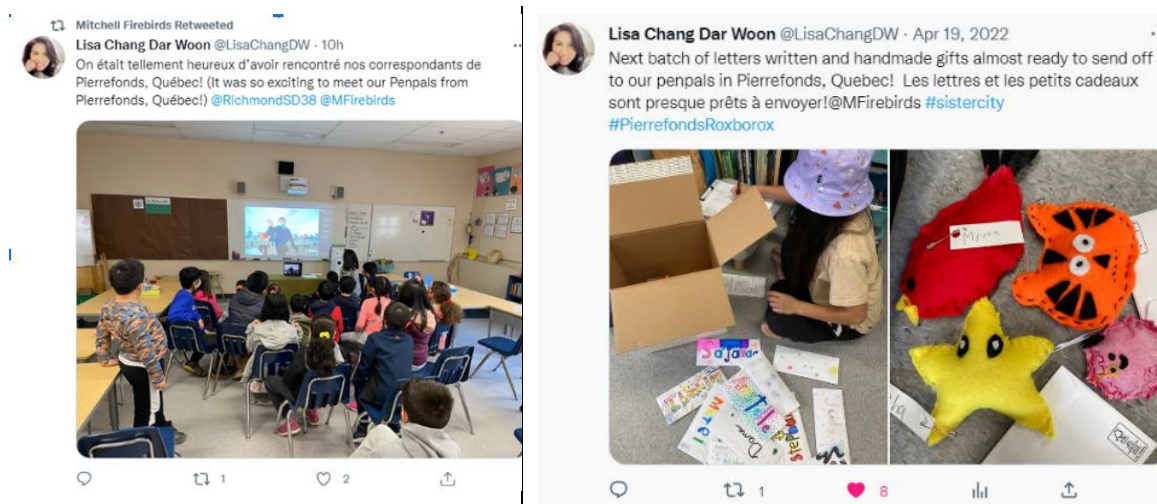 Mitchell Firebirds Retweeted
Lisa Chang Dar Woon @LisaChangDW · 10h
On était tellement heureux d'avoir rencontré nos correspondants de
Pierrefonds, Québec! (It was so exciting to meet our Penpals from
Pierrefonds, Québec!) @RichmondSD38 @MFirebirds
1
2
Lisa Chang Dar Woon @LisaChangDW · Apr 19, 2022
Next batch of letters written and handmade gifts almost ready to send off
to our penpals in Pierrefonds, Quebec! Les lettres et les petits cadeaux
sont presque prêts à envoyer!@MFirebirds #sistercity
#PierrefondsRoxborox
Merci
1
8